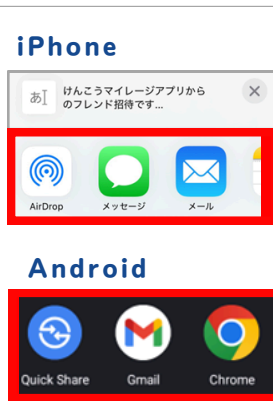 iPhone
あ
けんこうマイレージアプリから
のフレンド招待です...
AirDrop
メッセージ
メール
Android
Quick Share
Gmail
Chrome